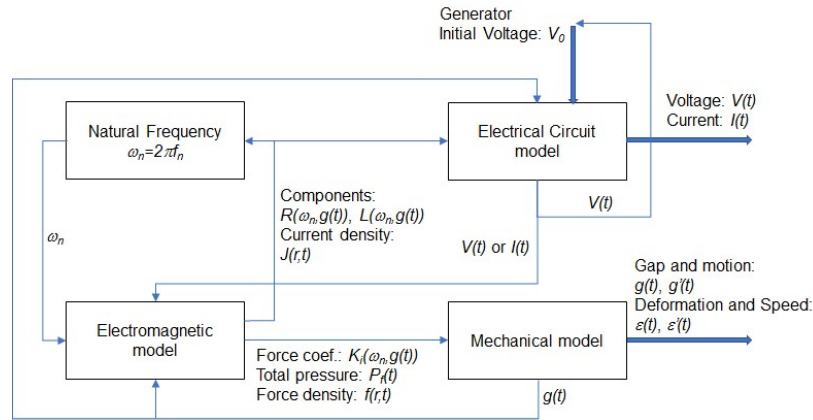 Generator
Initial Voltage: V₀
Voltage: V(t)
Current: I(t)
Natural Frequency
ωₙ=2πfₙ
Electrical Circuit
model
Components:
R(ωₙ,g(t)), L(ωₙ,g(t))
Current density:
J(r,t)
V(t)
ωₙ
V(t) or I(t)
Gap and motion:
g(t), g'(t)
Deformation and Speed:
ε(t), ε'(t)
Electromagnetic
model
Mechanical model
Force coef.: Kᵢ(ωₙ,g(t))
Total pressure: Pf(t)
Force density: f(r,t)
g(t)